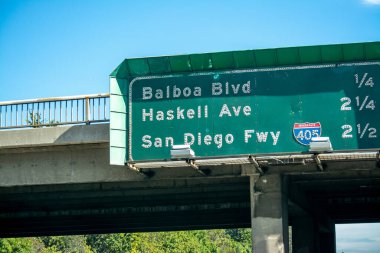 Balboa Blvd 1/4
Haskell Ave 2 1/4
San Diego Fwy 405 2 1/2